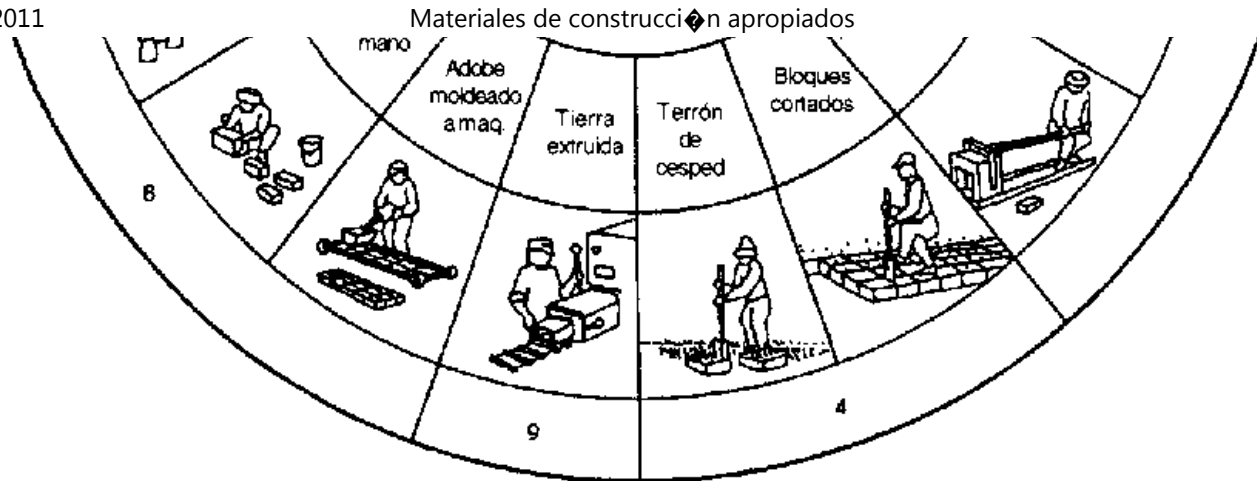 2011
Materiales de construcci�n apropiados
mano
Adobe
moldeado
a maq.
Tierra
extruida
Terrón
de
cesped
Bloques
cortados
8
9
4